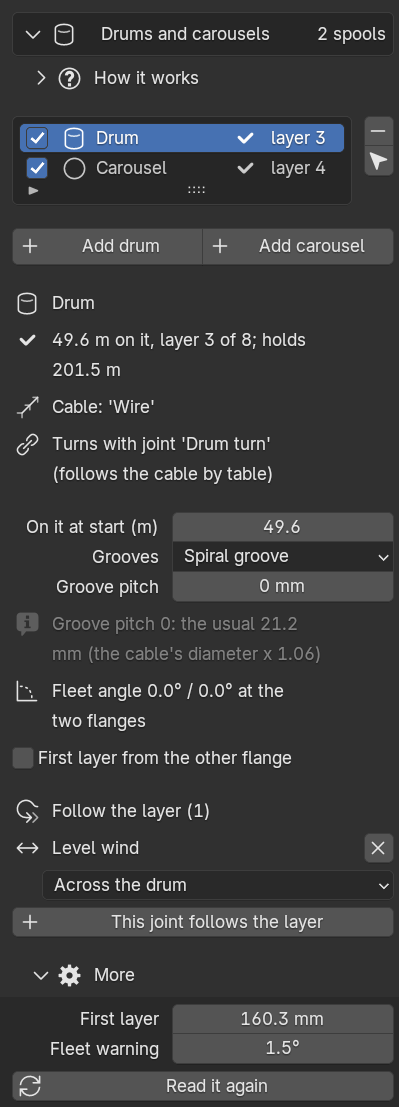 Drums and carousels 2 spools
How it works
Drum layer 3
Carousel layer 4
Add drum Add carousel
Drum
49.6 m on it, layer 3 of 8; holds
201.5 m
Cable: 'Wire'
Turns with joint 'Drum turn'
(follows the cable by table)
On it at start (m) 49.6
Grooves Spiral groove
Groove pitch 0 mm
Groove pitch 0: the usual 21.2
mm (the cable's diameter x 1.06)
Fleet angle 0.0° / 0.0° at the
two flanges
First layer from the other flange
Follow the layer (1)
Level wind
Across the drum
This joint follows the layer
More
First layer 160.3 mm
Fleet warning 1.5°
Read it again